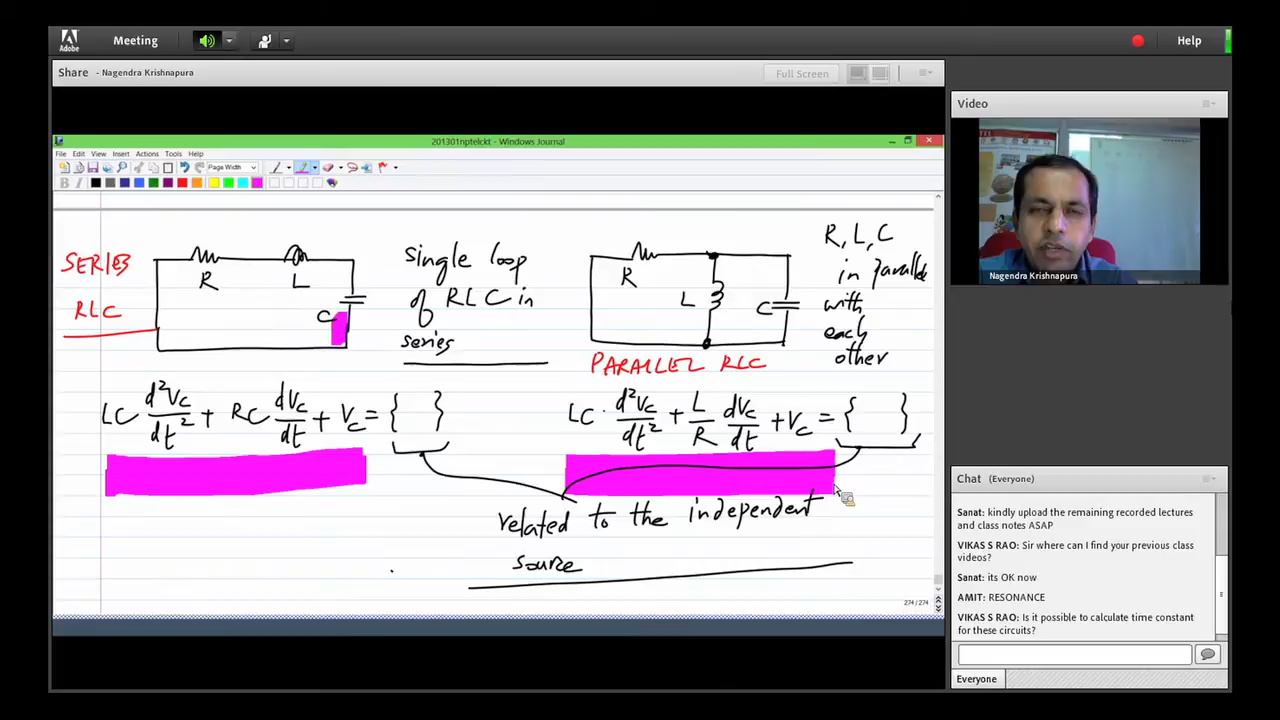 Meeting
Help
Adobe
Share - Nagendra Krishnapura
Full Screen
Video
201301nptelckt - Windows Journal
File Edit View Insert Actions Tools Help
Page Width
B I
SERIES
RLC
R
L
C
single loop
of RLC in
series
R
L
C
PARALLEL RLC
R, L, C
in parallel
with
each
other
LC d²Vc/dt² + RC dVc/dt + Vc = { }
LC · d²Vc/dt² + L/R dVc/dt + Vc = { }
related to the independent
source
274 / 274
Nagendra Krishnapura
Chat (Everyone)
Sanat: kindly upload the remaining recorded lectures
and class notes ASAP
VIKAS S RAO: Sir where can I find your previous class
videos?
Sanat: its OK now
AMIT: RESONANCE
VIKAS S RAO: Is it possible to calculate time constant
for these circuits?
Everyone